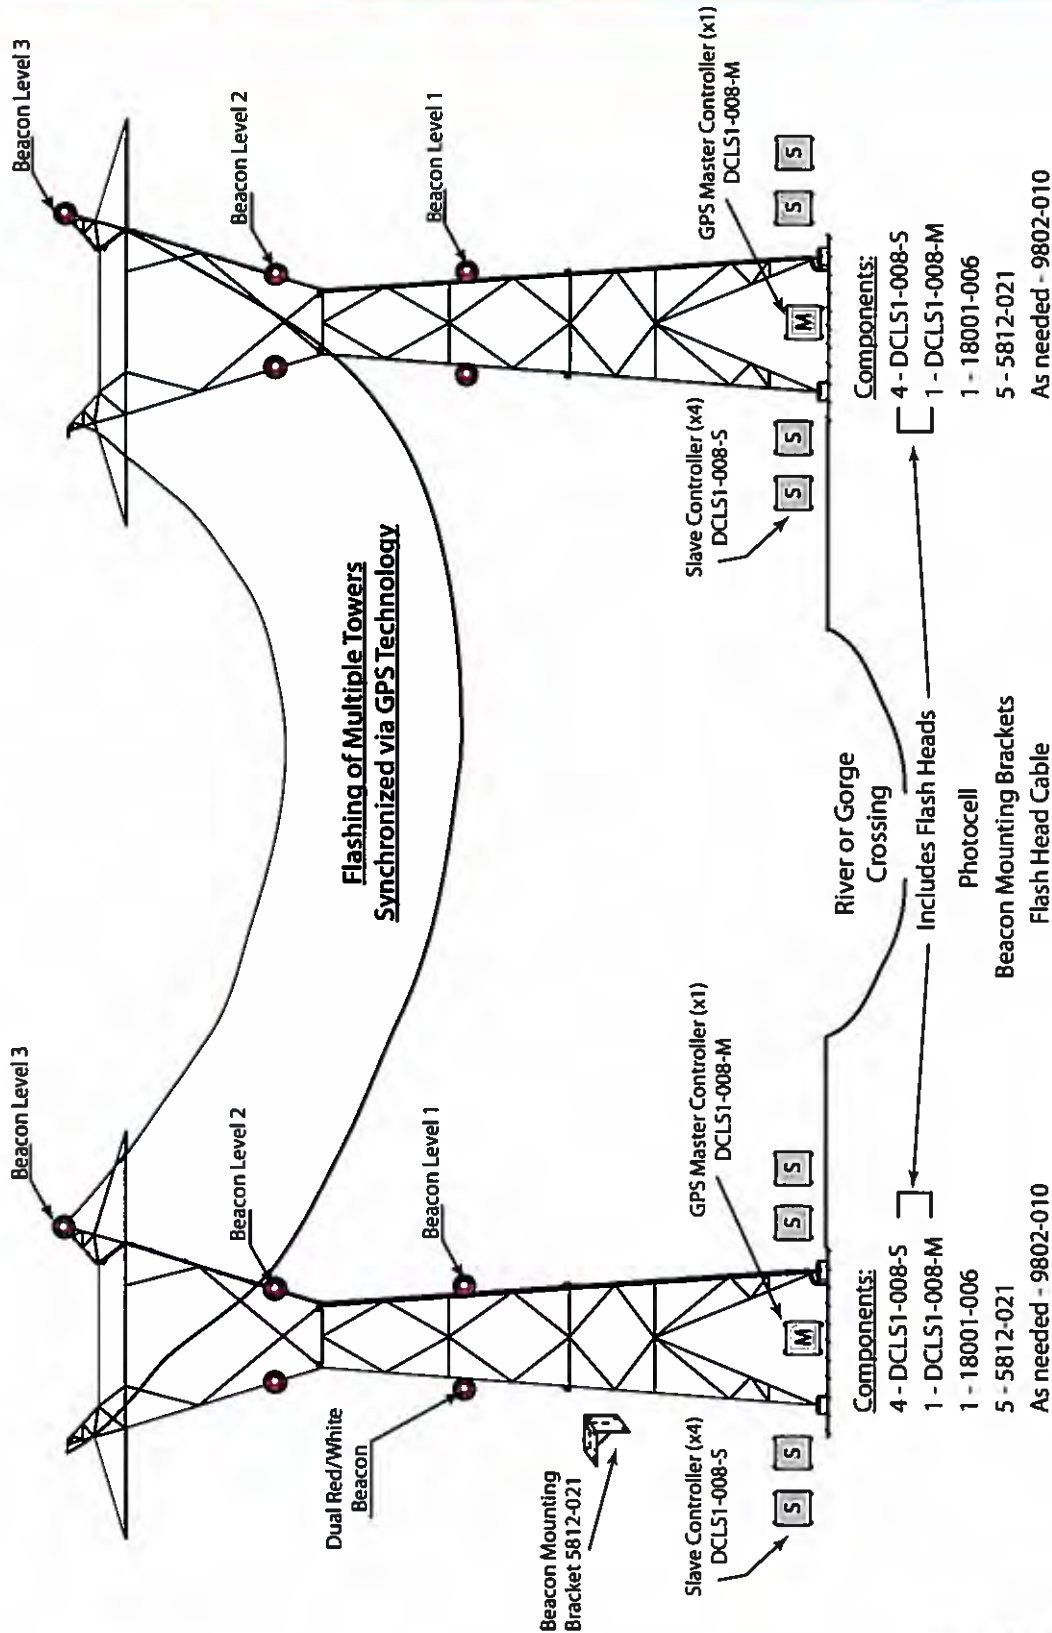 Beacon Level 3
Beacon Level 3
Beacon Level 2
Beacon Level 2
Flashing of Multiple Towers
Synchronized via GPS Technology
Beacon Level 1
Beacon Level 1
Dual Red/White
Beacon
Beacon Mounting
Bracket 5812-021
Slave Controller (x4)
DCLS1-008-S
GPS Master Controller (x1)
DCLS1-008-M
Slave Controller (x4)
DCLS1-008-S
GPS Master Controller (x1)
DCLS1-008-M
S
S
M
S
S
S
S
M
S
S
River or Gorge
Crossing
Components:
4 - DCLS1-008-S
1 - DCLS1-008-M
1 - 18001-006
5 - 5812-021
As needed - 9802-010
Includes Flash Heads
Photocell
Beacon Mounting Brackets
Flash Head Cable
Components:
4 - DCLS1-008-S
1 - DCLS1-008-M
1 - 18001-006
5 - 5812-021
As needed - 9802-010